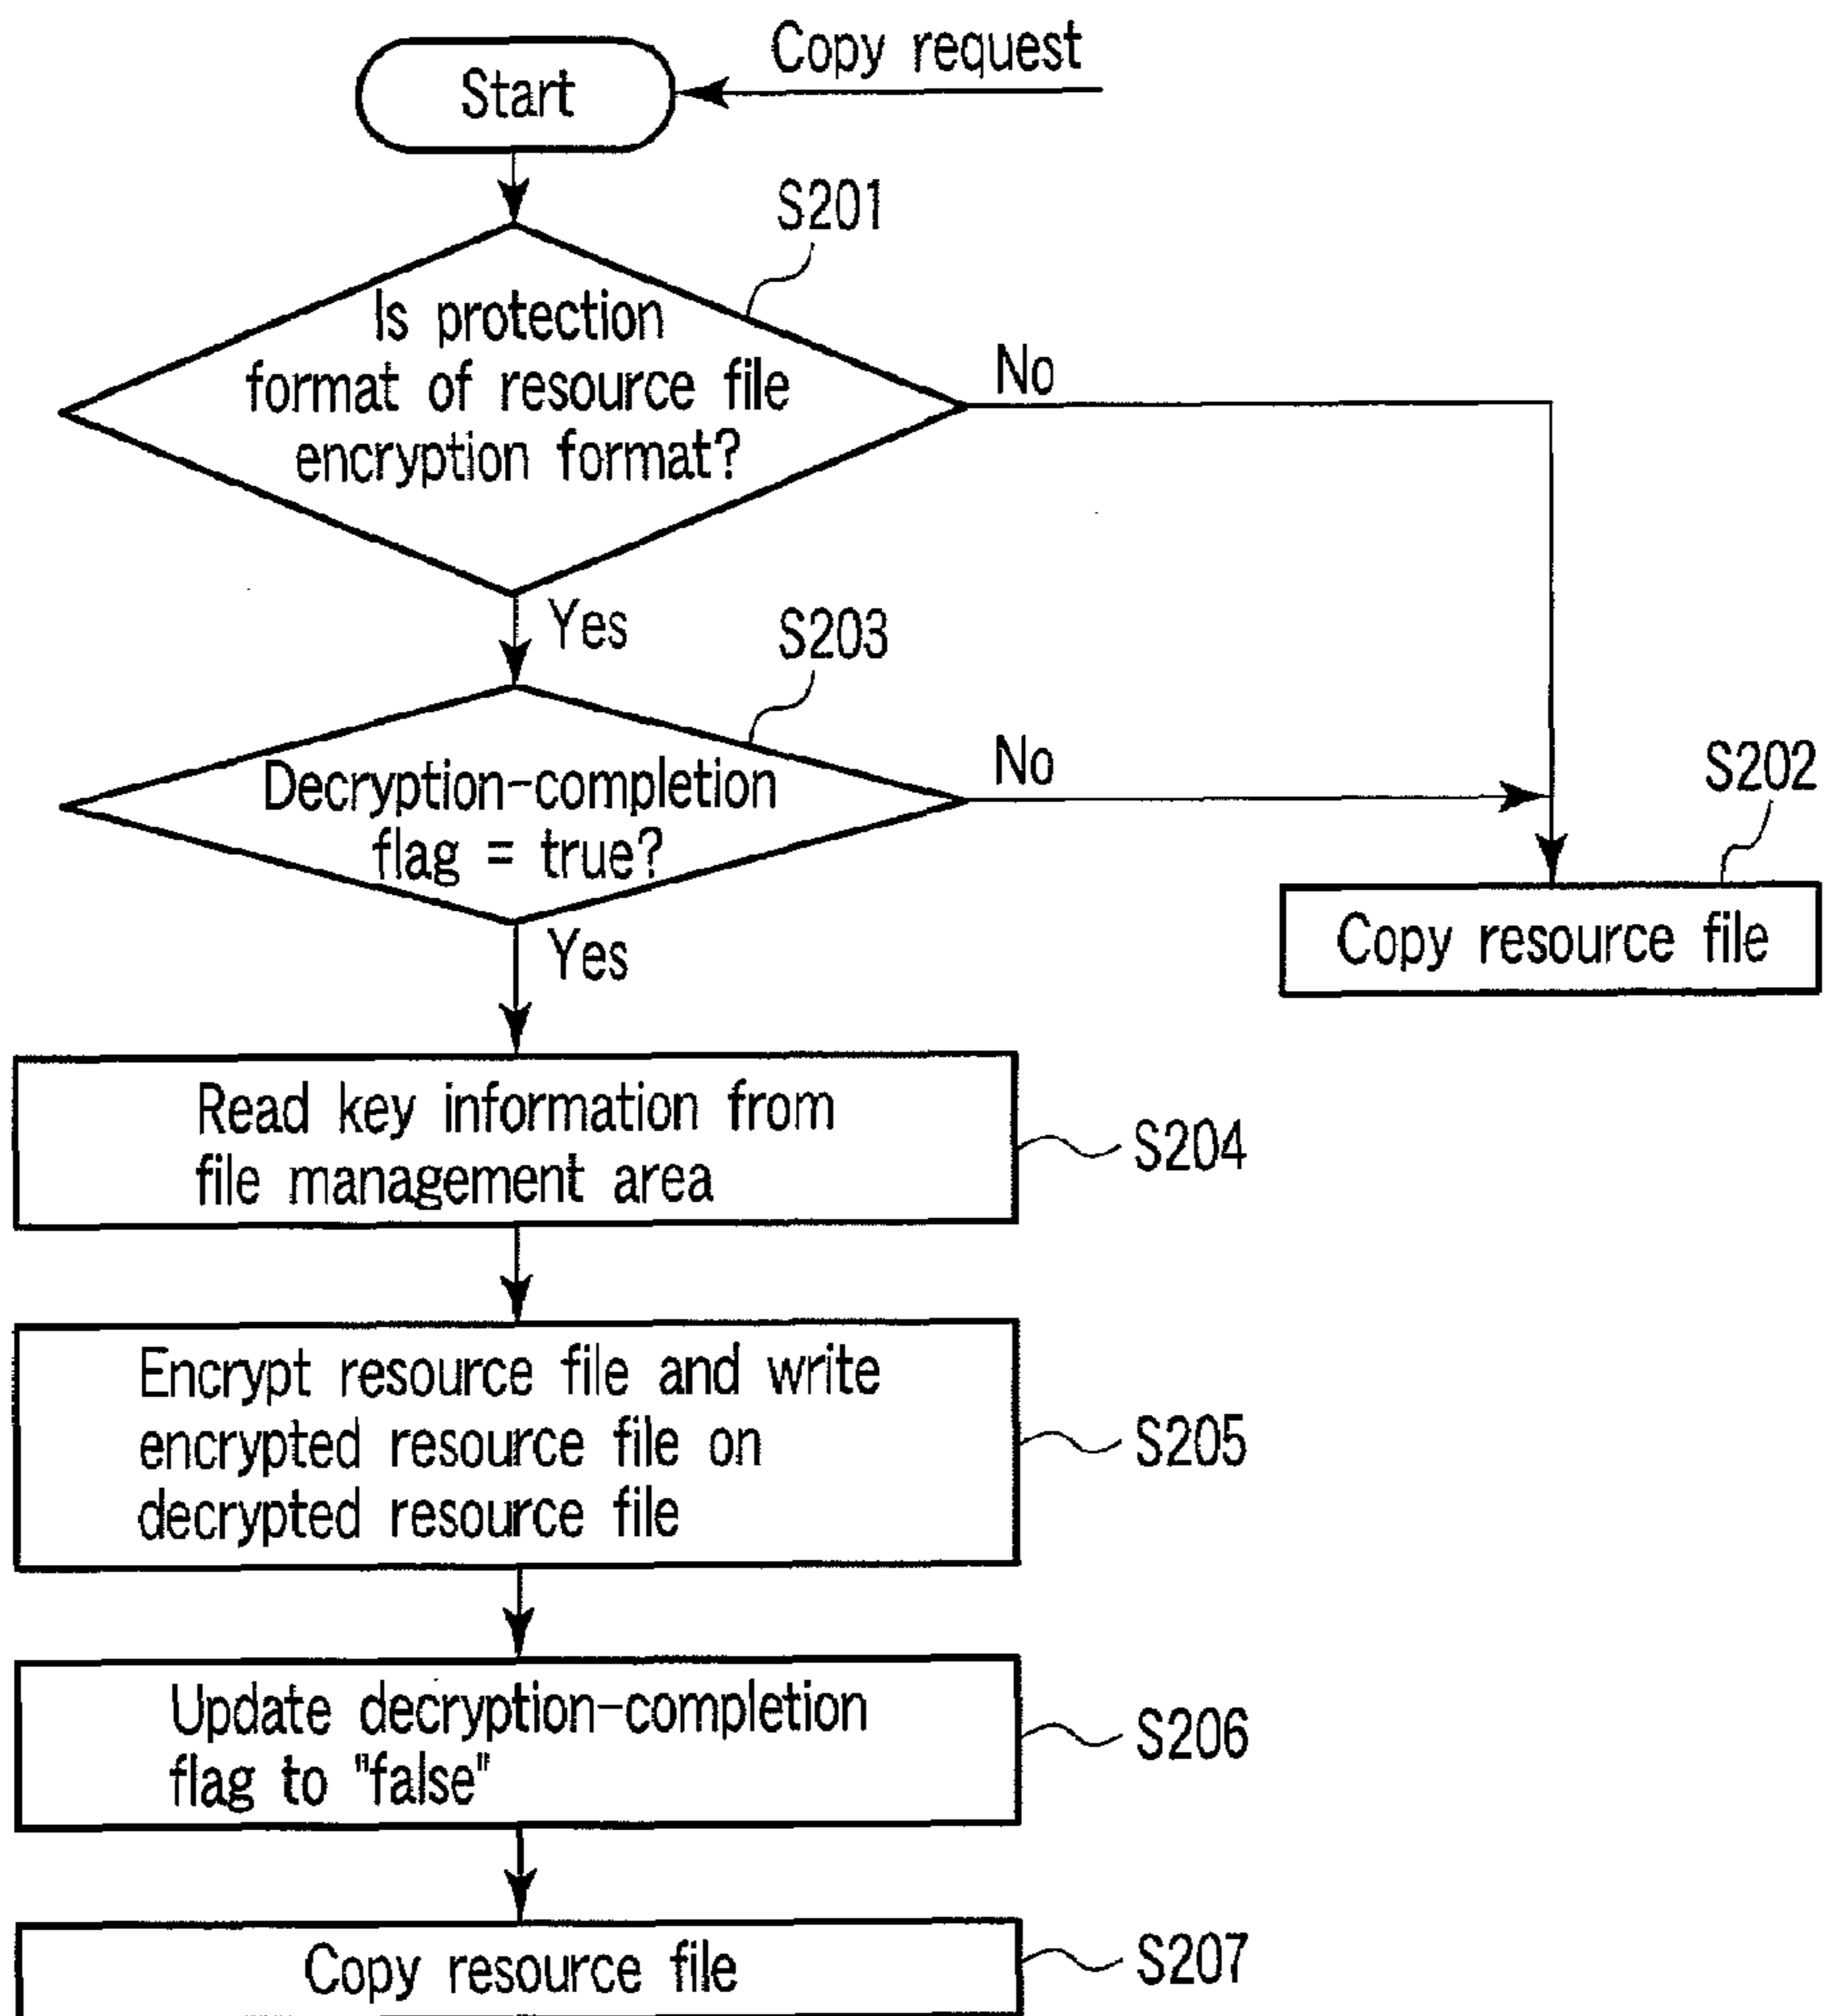 Copy request
Start
S201
Is protection
format of resource file
encryption format?
No
Yes
S203
Decryption-completion
flag = true?
No
S202
Copy resource file
Yes
Read key information from
file management area
S204
Encrypt resource file and write
encrypted resource file on
decrypted resource file
S205
Update decryption-completion
flag to "false"
S206
Copy resource file
S207